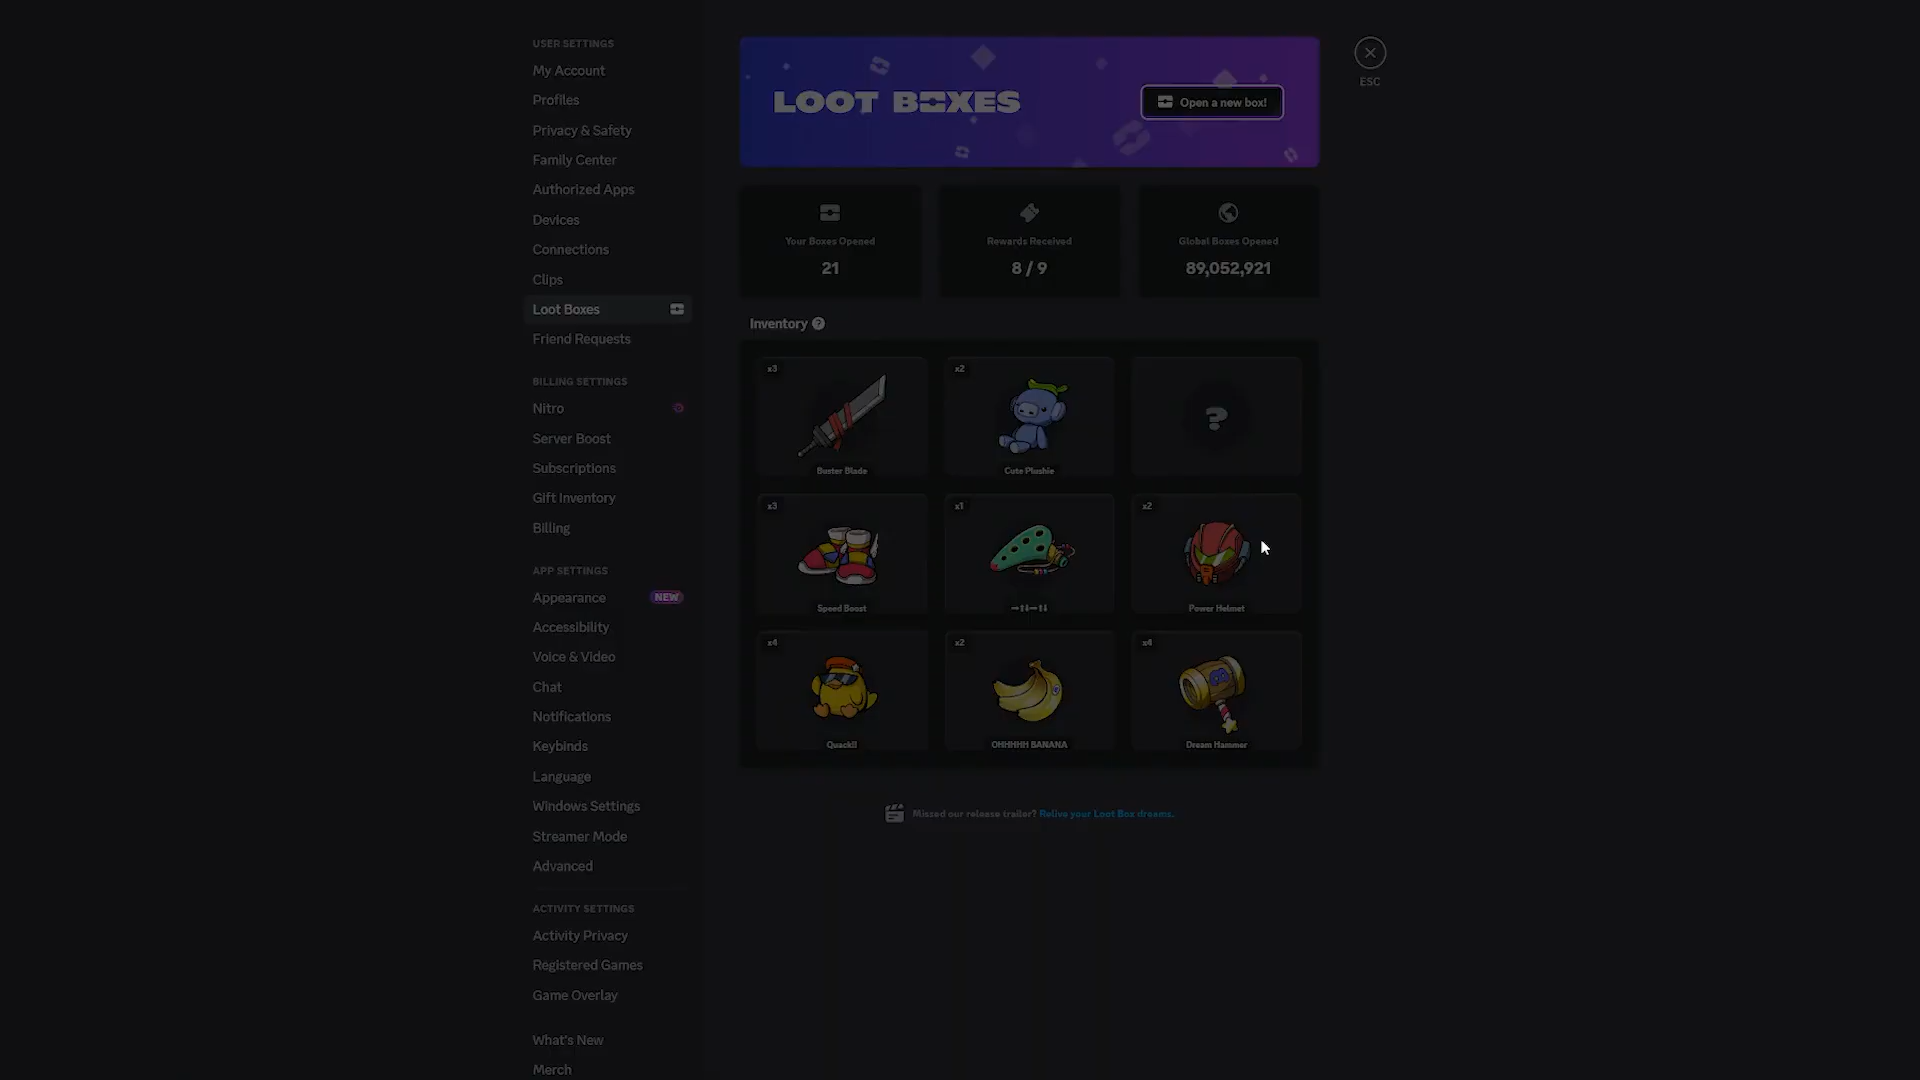 USER SETTINGS
My Account
Profiles
Privacy & Safety
Family Center
Authorized Apps
Devices
Connections
Clips
Loot Boxes
Friend Requests
BILLING SETTINGS
Nitro
Server Boost
Subscriptions
Gift Inventory
Billing
APP SETTINGS
Appearance NEW
Accessibility
Voice & Video
Chat
Notifications
Keybinds
Language
Windows Settings
Streamer Mode
Advanced
ACTIVITY SETTINGS
Activity Privacy
Registered Games
Game Overlay
What's New
Merch
LOOT BOXES
Open a new box!
ESC
Your Boxes Opened
21
Rewards Received
8 / 9
Global Boxes Opened
89,052,921
Inventory ?
x3
Buster Blade
x2
Cute Plushie
?
x3
Speed Boost
x1
→↑↓→↑↓
x2
Power Helmet
x4
Quack!!
x2
OHHHHH BANANA
x4
Dream Hammer
Missed our release trailer? Relive your Loot Box dreams.